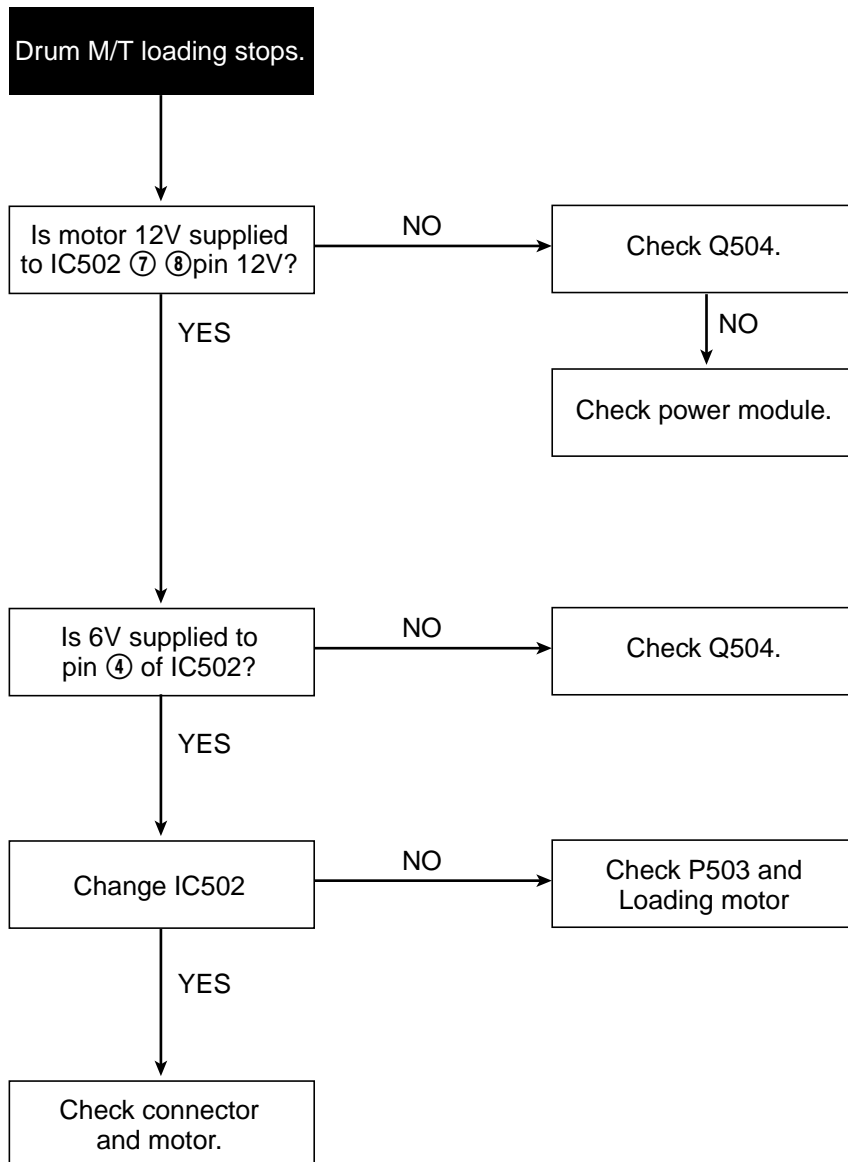 Drum M/T loading stops.
Is motor 12V supplied
to IC502 ⑦ ⑧pin 12V?
NO
Check Q504.
YES
NO
Check power module.
Is 6V supplied to
pin ④ of IC502?
NO
Check Q504.
YES
Change IC502
NO
Check P503 and
Loading motor
YES
Check connector
and motor.